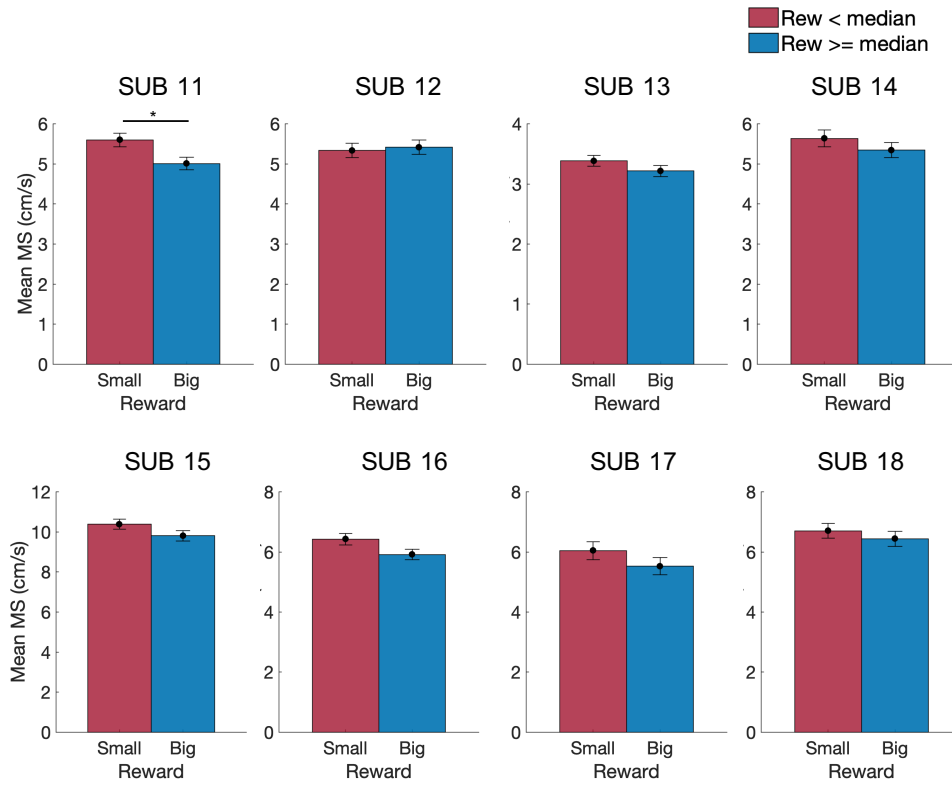 Rew < median
Rew >= median
SUB 11
SUB 12
SUB 13
SUB 14
*
Mean MS (cm/s)
6
5
4
3
2
1
0
6
5
4
3
2
1
0
4
3
2
1
0
6
5
4
3
2
1
0
Small Big
Small Big
Small Big
Small Big
Reward
Reward
Reward
Reward
SUB 15
SUB 16
SUB 17
SUB 18
Mean MS (cm/s)
12
10
8
6
4
2
0
8
6
4
2
0
8
6
4
2
0
8
6
4
2
0
Small Big
Small Big
Small Big
Small Big
Reward
Reward
Reward
Reward